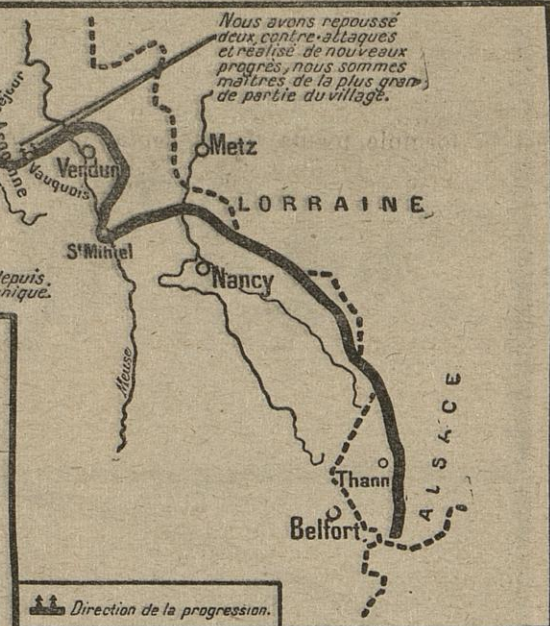 Nous avons repoussé
deux contre-attaques
et réalisé de nouveaux
progrès, nous sommes
maîtres de la plus gran
de partie du village.
Metz
Verdun
Vauquois
LORRAINE
St Mihiel
Nancy
depuis.
Meuse
ALSACE
Thann
Belfort
Direction de la progression.